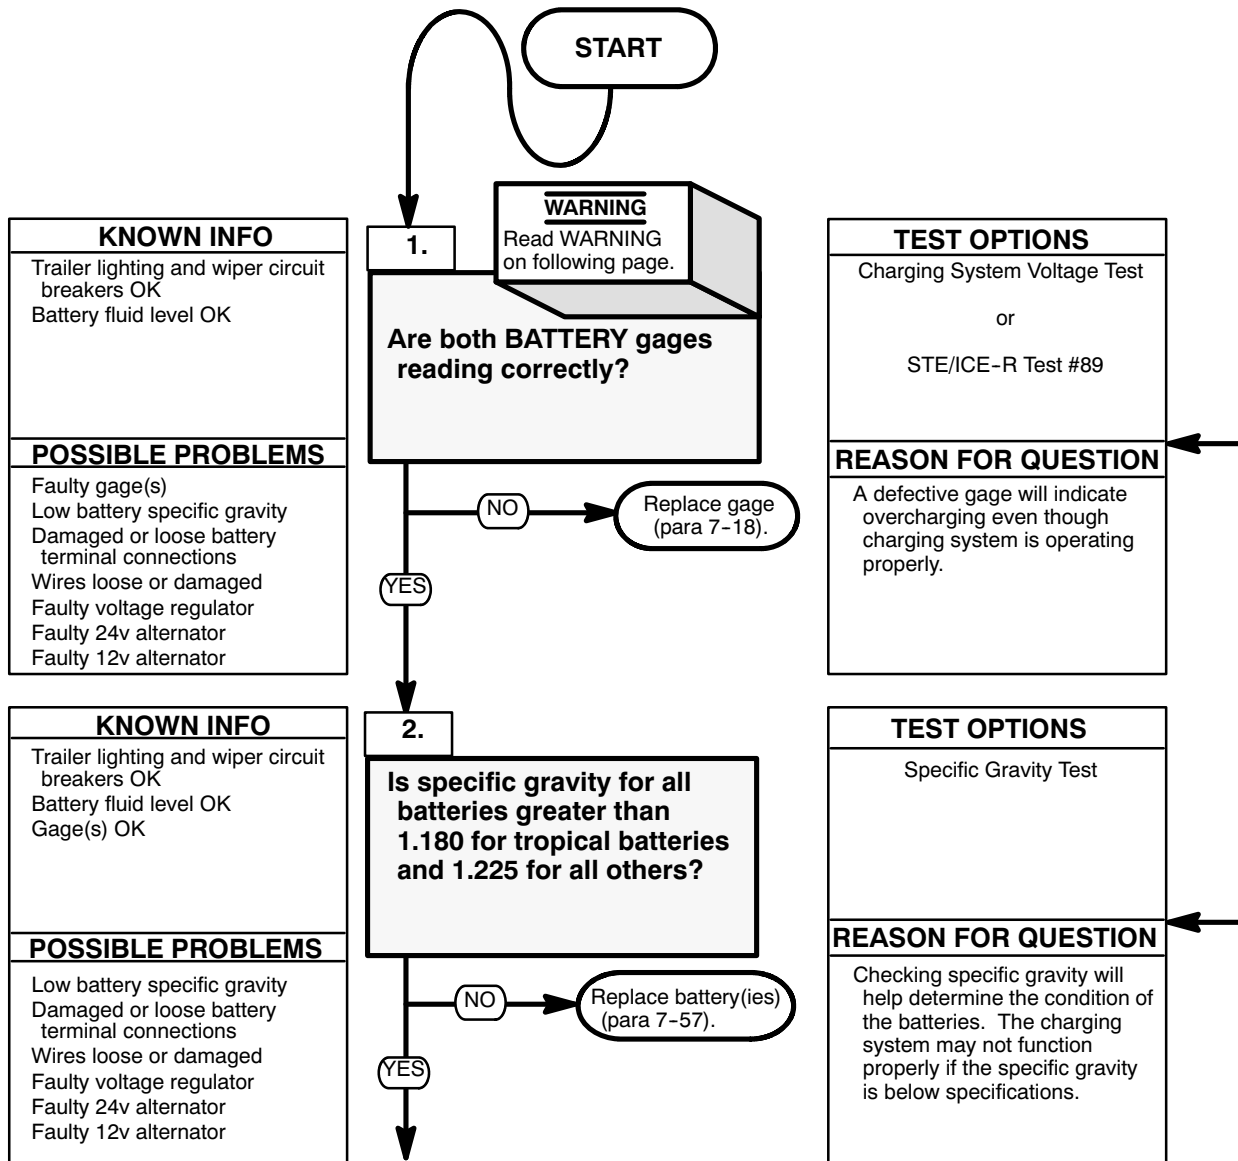 START
WARNING
Read WARNING
on following page.
KNOWN INFO
Trailer lighting and wiper circuit
breakers OK
Battery fluid level OK
POSSIBLE PROBLEMS
Faulty gage(s)
Low battery specific gravity
Damaged or loose battery
terminal connections
Wires loose or damaged
Faulty voltage regulator
Faulty 24v alternator
Faulty 12v alternator
1.
Are both BATTERY gages
reading correctly?
NO
Replace gage
(para 7-18).
YES
TEST OPTIONS
Charging System Voltage Test
or
STE/ICE-R Test #89
REASON FOR QUESTION
A defective gage will indicate
overcharging even though
charging system is operating
properly.
KNOWN INFO
Trailer lighting and wiper circuit
breakers OK
Battery fluid level OK
Gage(s) OK
POSSIBLE PROBLEMS
Low battery specific gravity
Damaged or loose battery
terminal connections
Wires loose or damaged
Faulty voltage regulator
Faulty 24v alternator
Faulty 12v alternator
2.
Is specific gravity for all
batteries greater than
1.180 for tropical batteries
and 1.225 for all others?
NO
Replace battery(ies)
(para 7-57).
YES
TEST OPTIONS
Specific Gravity Test
REASON FOR QUESTION
Checking specific gravity will
help determine the condition of
the batteries. The charging
system may not function
properly if the specific gravity
is below specifications.